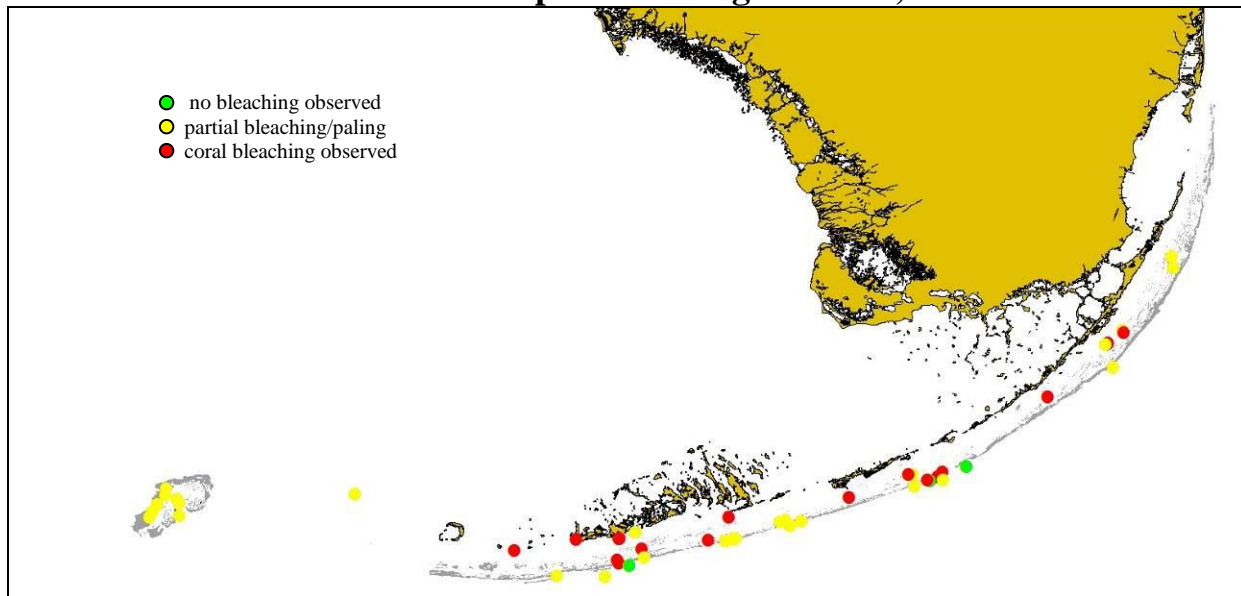 no bleaching observed
partial bleaching/paling
coral bleaching observed